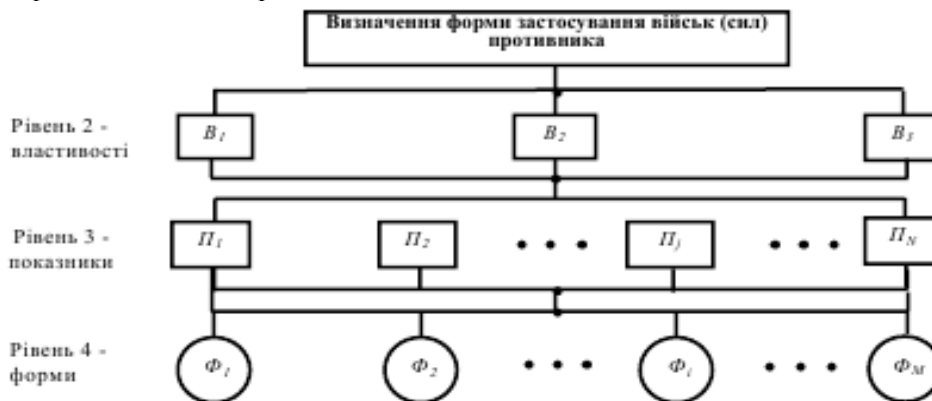 Визначення форми застосування військ (сил)
противника
Рівень 2 -
властивості
В1
В2
В3
Рівень 3 -
показники
П1
П2
• • •
Пj
• • •
ПN
Рівень 4 -
форми
Ф1
Ф2
• • •
Фi
• • •
ФM